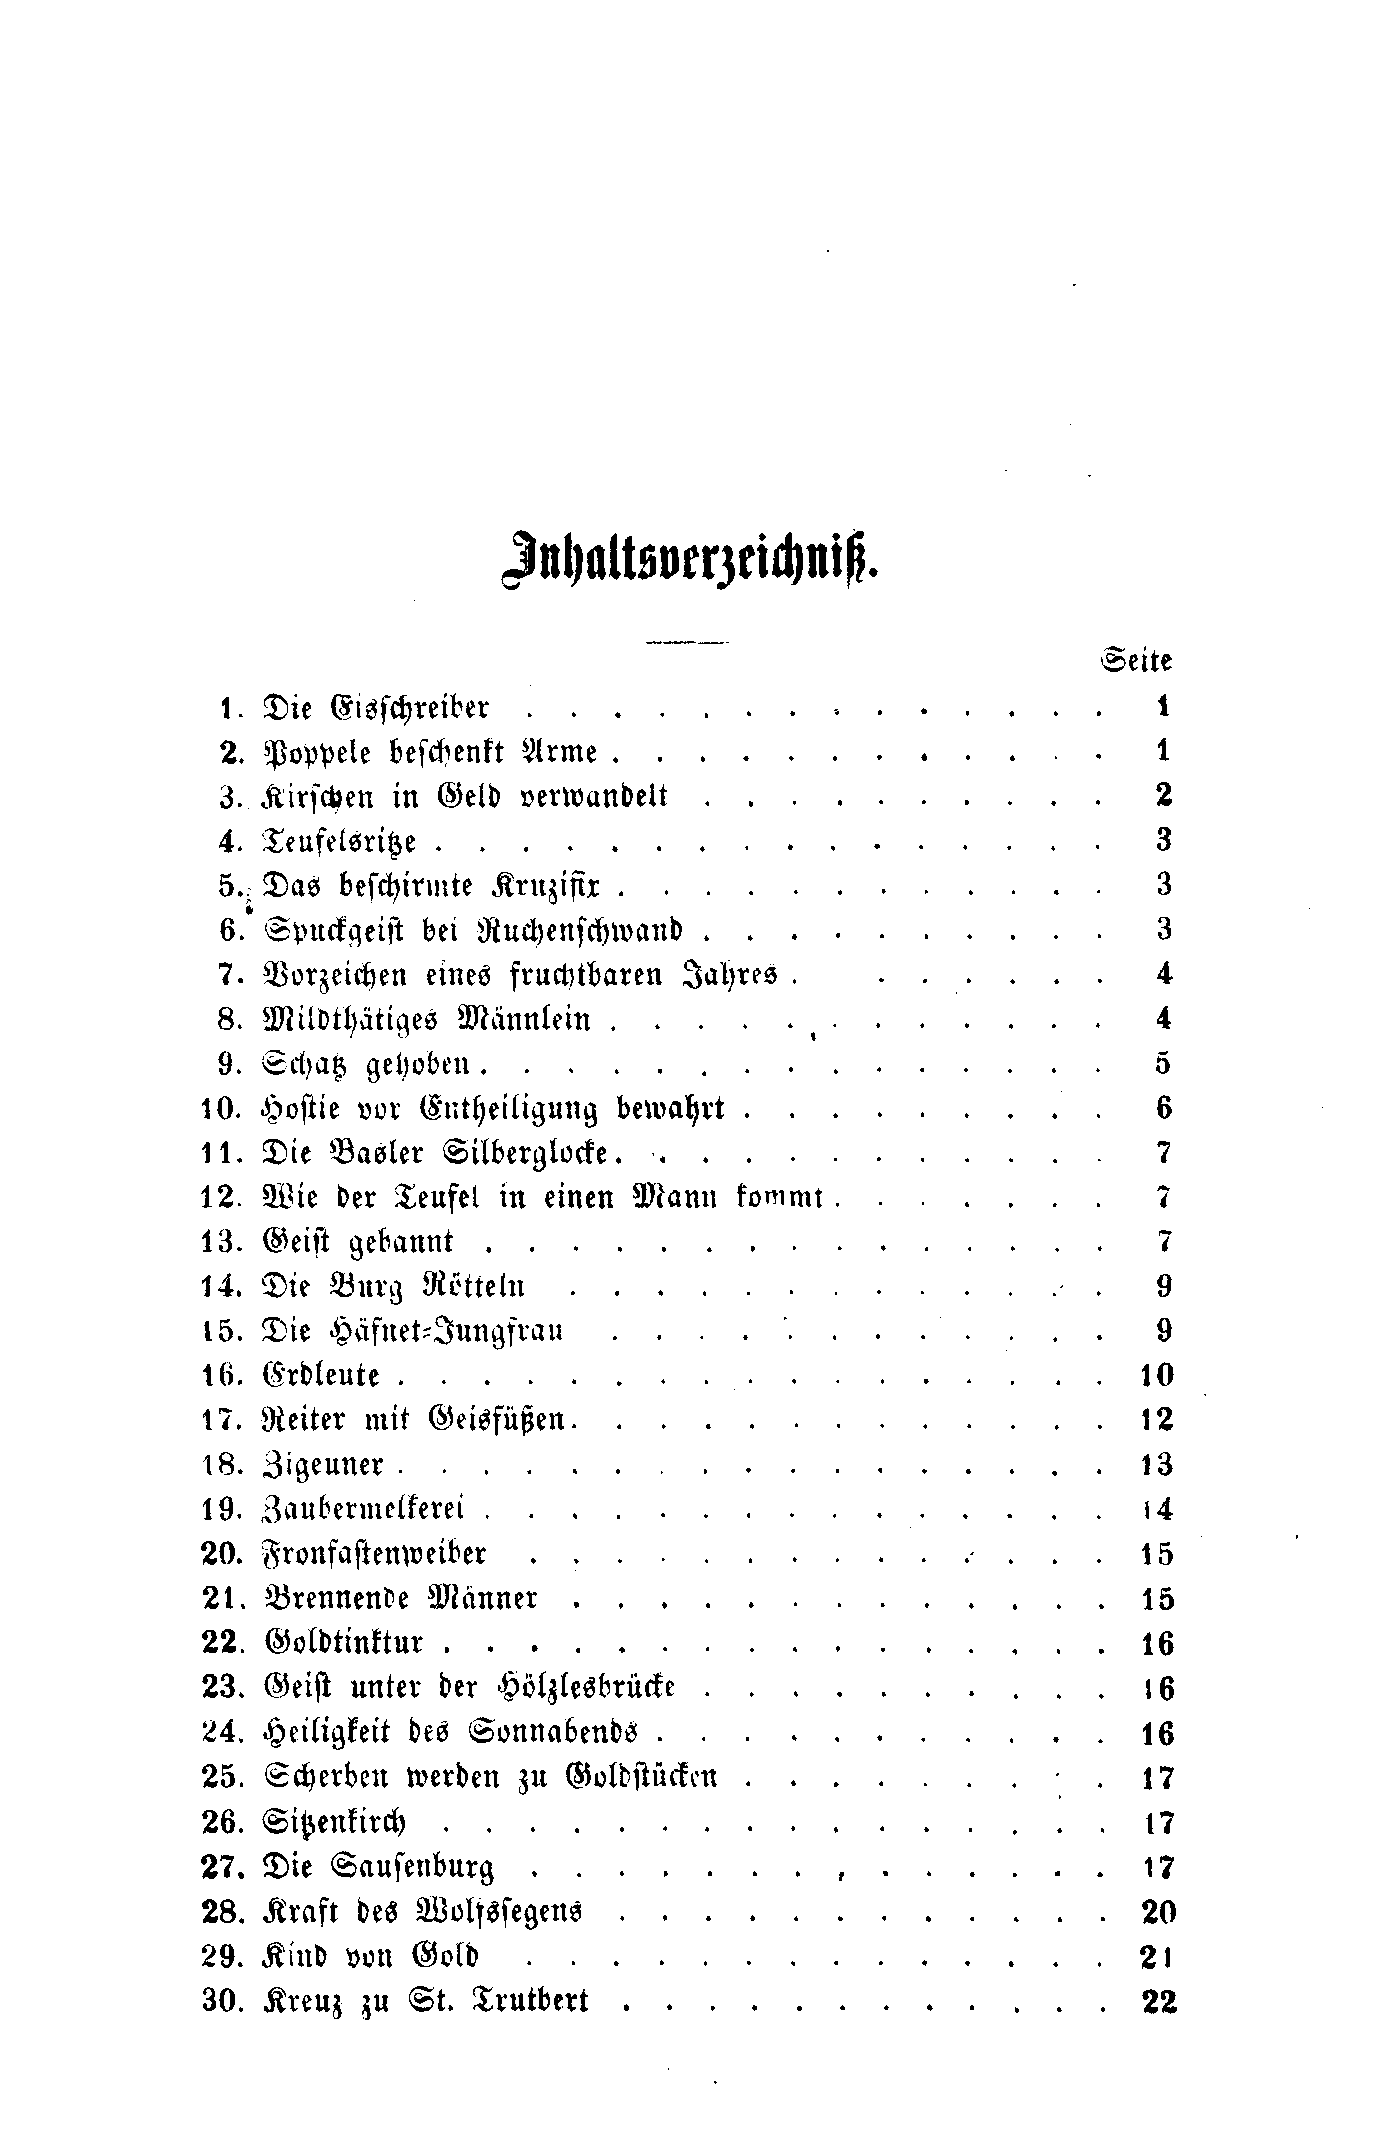 Inhaltsverzeichniß.
Seite
1. Die Eisschreiber . . . . . . . . . . . . . . 1
2. Poppele beschenkt Arme . . . . . . . . . . . . 1
3. Kirschen in Geld verwandelt . . . . . . . . . . 2
4. Teufelsritze . . . . . . . . . . . . . . . . 3
5. Das beschirmte Kruzifix . . . . . . . . . . . . 3
6. Spuckgeist bei Ruchenschwand . . . . . . . . . . 3
7. Vorzeichen eines fruchtbaren Jahres . . . . . . . 4
8. Mildthätiges Männlein . . . . . . . . . . . . 4
9. Schatz gehoben . . . . . . . . . . . . . . . 5
10. Hostie vor Entheiligung bewahrt . . . . . . . . . 6
11. Die Basler Silberglocke . . . . . . . . . . . . 7
12. Wie der Teufel in einen Mann kommt . . . . . . . 7
13. Geist gebannt . . . . . . . . . . . . . . . 7
14. Die Burg Rötteln . . . . . . . . . . . . . 9
15. Die Häfnet-Jungfrau . . . . . . . . . . . . 9
16. Erdleute . . . . . . . . . . . . . . . . . 10
17. Reiter mit Geisfüßen . . . . . . . . . . . . . 12
18. Zigeuner . . . . . . . . . . . . . . . . . 13
19. Zaubermelkerei . . . . . . . . . . . . . . . 14
20. Fronfastenweiber . . . . . . . . . . . . . . 15
21. Brennende Männer . . . . . . . . . . . . . 15
22. Goldtinktur . . . . . . . . . . . . . . . . 16
23. Geist unter der Hölzlesbrücke . . . . . . . . . . 16
24. Heiligkeit des Sonnabends . . . . . . . . . . . 16
25. Scherben werden zu Goldstücken . . . . . . . . . 17
26. Sitzenkirch . . . . . . . . . . . . . . . . 17
27. Die Sausenburg . . . . . . . . . . . . . . 17
28. Kraft des Wolfssegens . . . . . . . . . . . . 20
29. Kind von Gold . . . . . . . . . . . . . . 21
30. Kreuz zu St. Trutbert . . . . . . . . . . . . 22